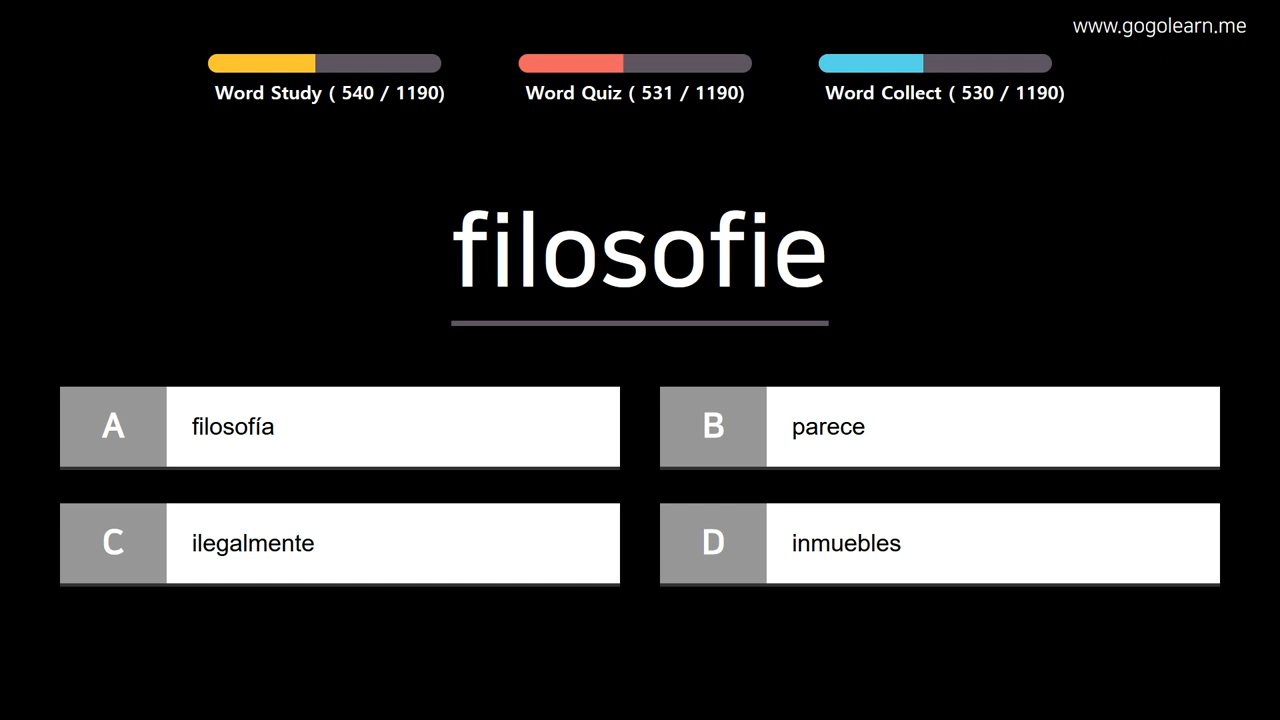 www.gogolearn.me
Word Study ( 540 / 1190)
Word Quiz ( 531 / 1190)
Word Collect ( 530 / 1190)
filosofie
A filosofía
B parece
C ilegalmente
D inmuebles